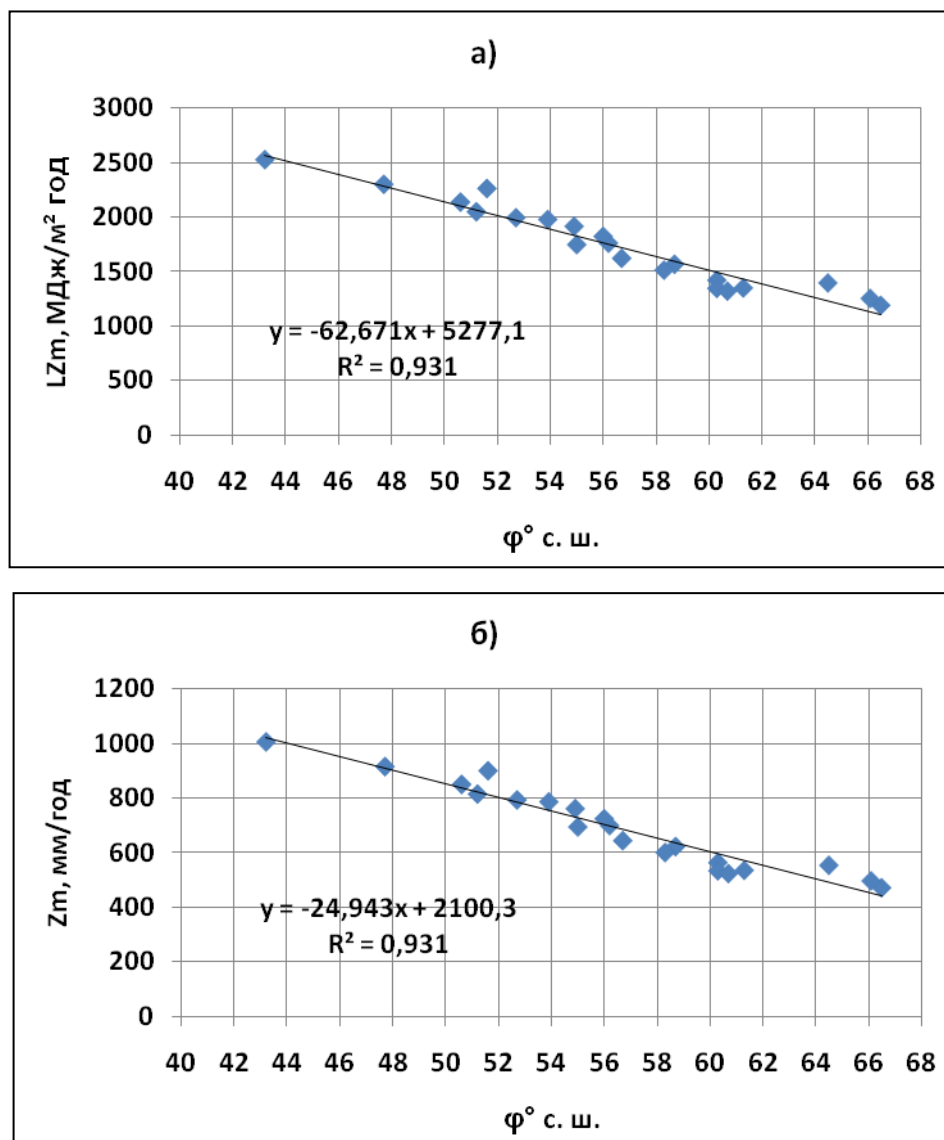 а)
LZm, МДж/м² год
3000
2500
2000
1500
1000
500
0
y = -62,671x + 5277,1
R² = 0,931
40 42 44 46 48 50 52 54 56 58 60 62 64 66 68
φ° с. ш.
б)
Zm, мм/год
1200
1000
800
600
400
200
0
y = -24,943x + 2100,3
R² = 0,931
40 42 44 46 48 50 52 54 56 58 60 62 64 66 68
φ° с. ш.